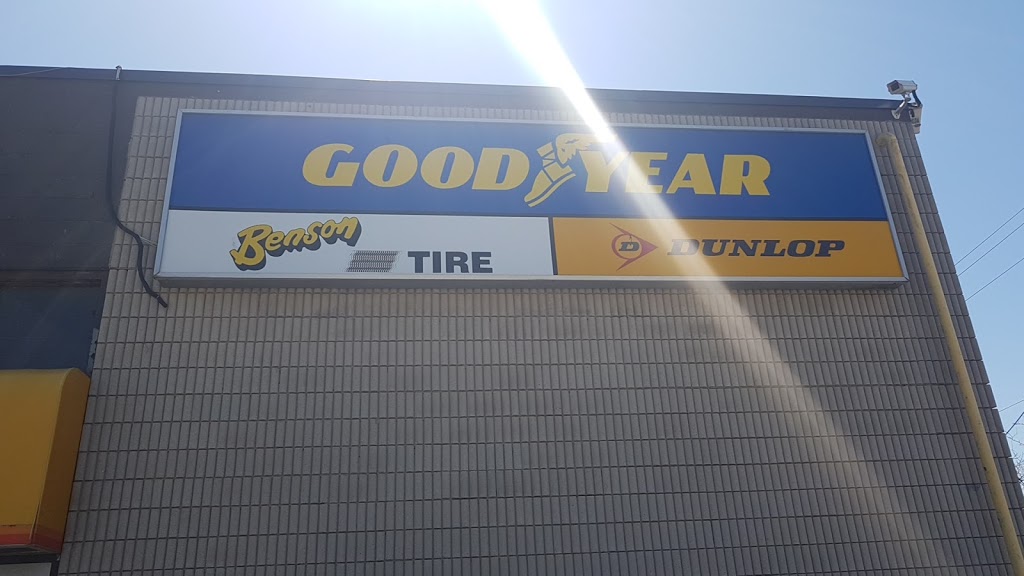 GOODYEAR
Benson TIRE
D DUNLOP